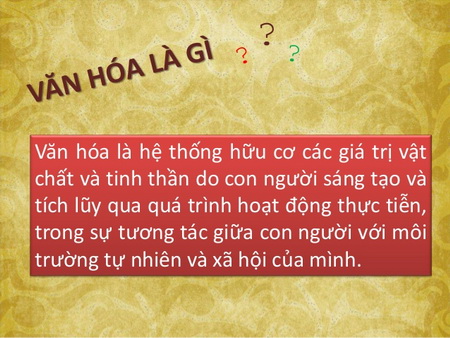 VĂN HÓA LÀ GÌ
? ? ?
Văn hóa là hệ thống hữu cơ các giá trị vật
chất và tinh thần do con người sáng tạo và
tích lũy qua quá trình hoạt động thực tiễn,
trong sự tương tác giữa con người với môi
trường tự nhiên và xã hội của mình.